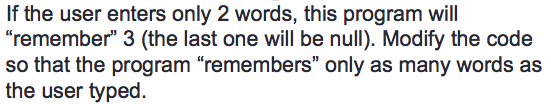 If the user enters only 2 words, this program will
“remember” 3 (the last one will be null). Modify the code
so that the program “remembers” only as many words as
the user typed.